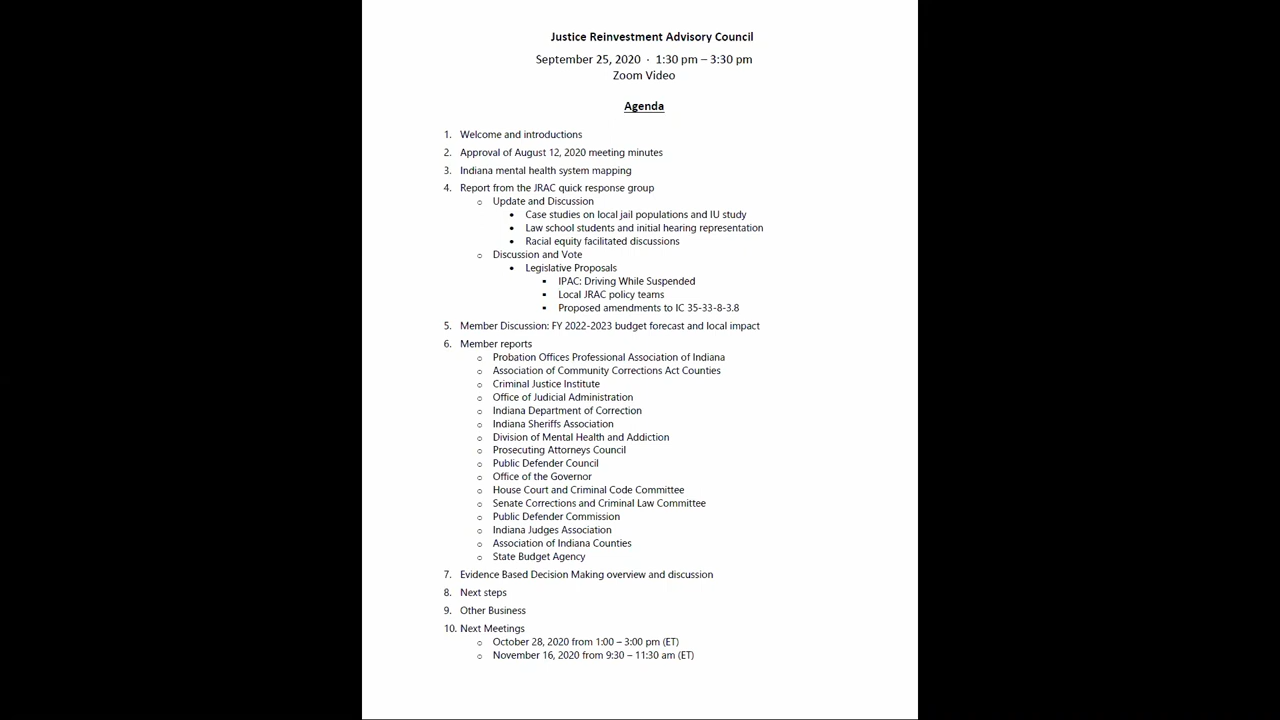 Justice Reinvestment Advisory Council
September 25, 2020 · 1:30 pm – 3:30 pm
Zoom Video
Agenda
1. Welcome and introductions
2. Approval of August 12, 2020 meeting minutes
3. Indiana mental health system mapping
4. Report from the JRAC quick response group
o Update and Discussion
• Case studies on local jail populations and IU study
• Law school students and initial hearing representation
• Racial equity facilitated discussions
o Discussion and Vote
• Legislative Proposals
▪ IPAC: Driving While Suspended
▪ Local JRAC policy teams
▪ Proposed amendments to IC 35-33-8-3.8
5. Member Discussion: FY 2022-2023 budget forecast and local impact
6. Member reports
o Probation Offices Professional Association of Indiana
o Association of Community Corrections Act Counties
o Criminal Justice Institute
o Office of Judicial Administration
o Indiana Department of Correction
o Indiana Sheriffs Association
o Division of Mental Health and Addiction
o Prosecuting Attorneys Council
o Public Defender Council
o Office of the Governor
o House Court and Criminal Code Committee
o Senate Corrections and Criminal Law Committee
o Public Defender Commission
o Indiana Judges Association
o Association of Indiana Counties
o State Budget Agency
7. Evidence Based Decision Making overview and discussion
8. Next steps
9. Other Business
10. Next Meetings
o October 28, 2020 from 1:00 – 3:00 pm (ET)
o November 16, 2020 from 9:30 – 11:30 am (ET)